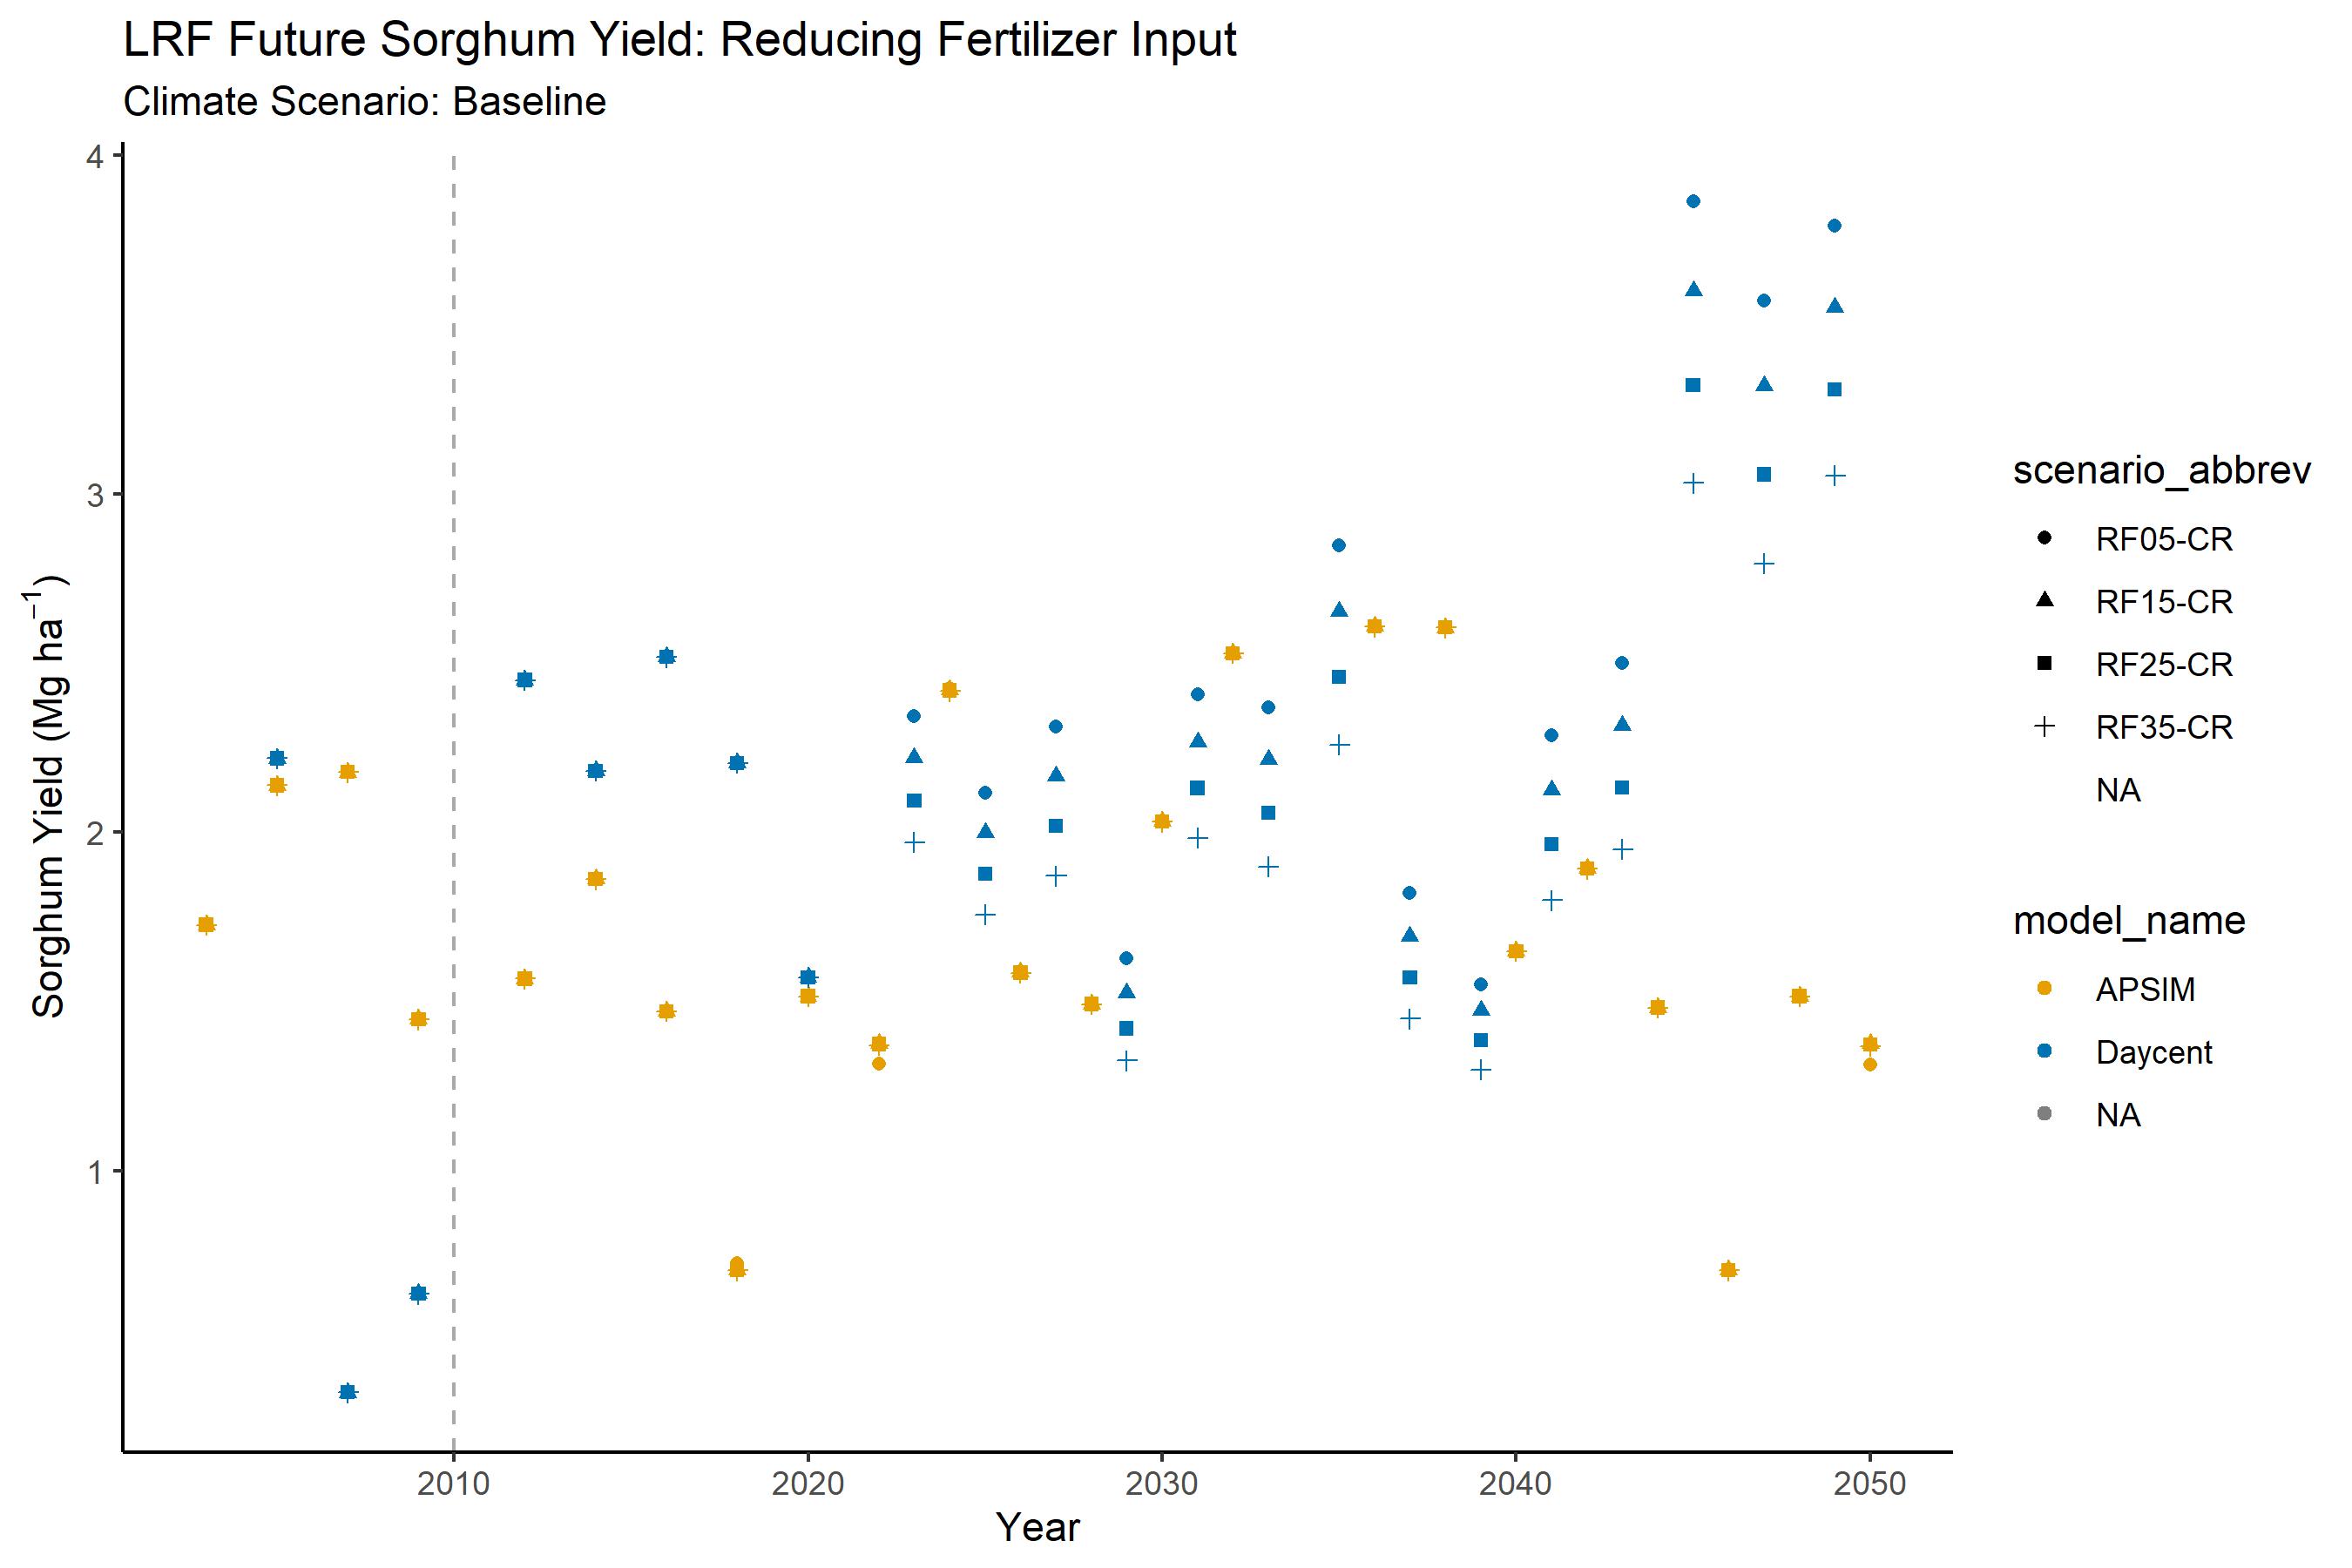 LRF Future Sorghum Yield: Reducing Fertilizer Input
Climate Scenario: Baseline
4
3
2
1
Sorghum Yield (Mg ha⁻¹)
2010
2020
2030
2040
2050
Year
scenario_abbrev
RF05-CR
RF15-CR
RF25-CR
RF35-CR
NA
model_name
APSIM
Daycent
NA